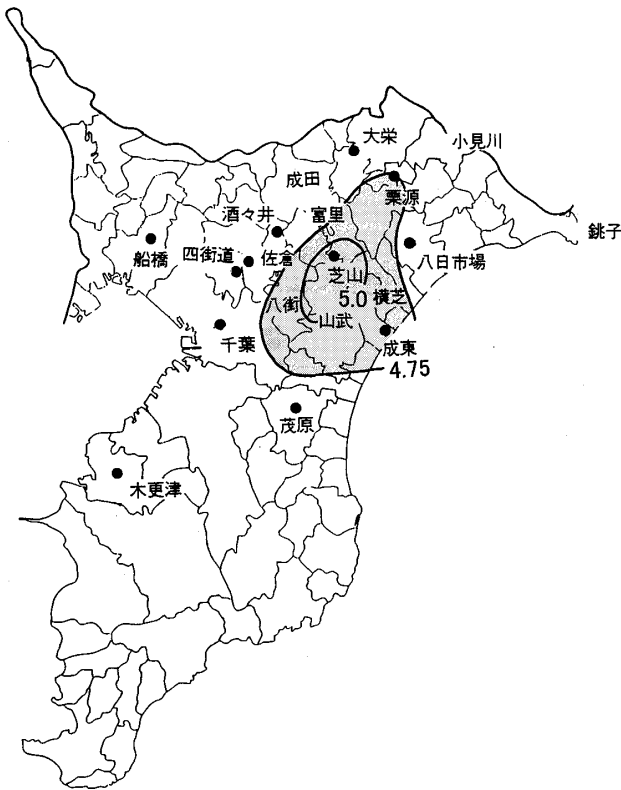 大栄
小見川
成田
栗源
酒々井
富里
銚子
船橋
四街道
佐倉
八日市場
芝山
5.0
横芝
八街
山武
千葉
成東
4.75
茂原
木更津